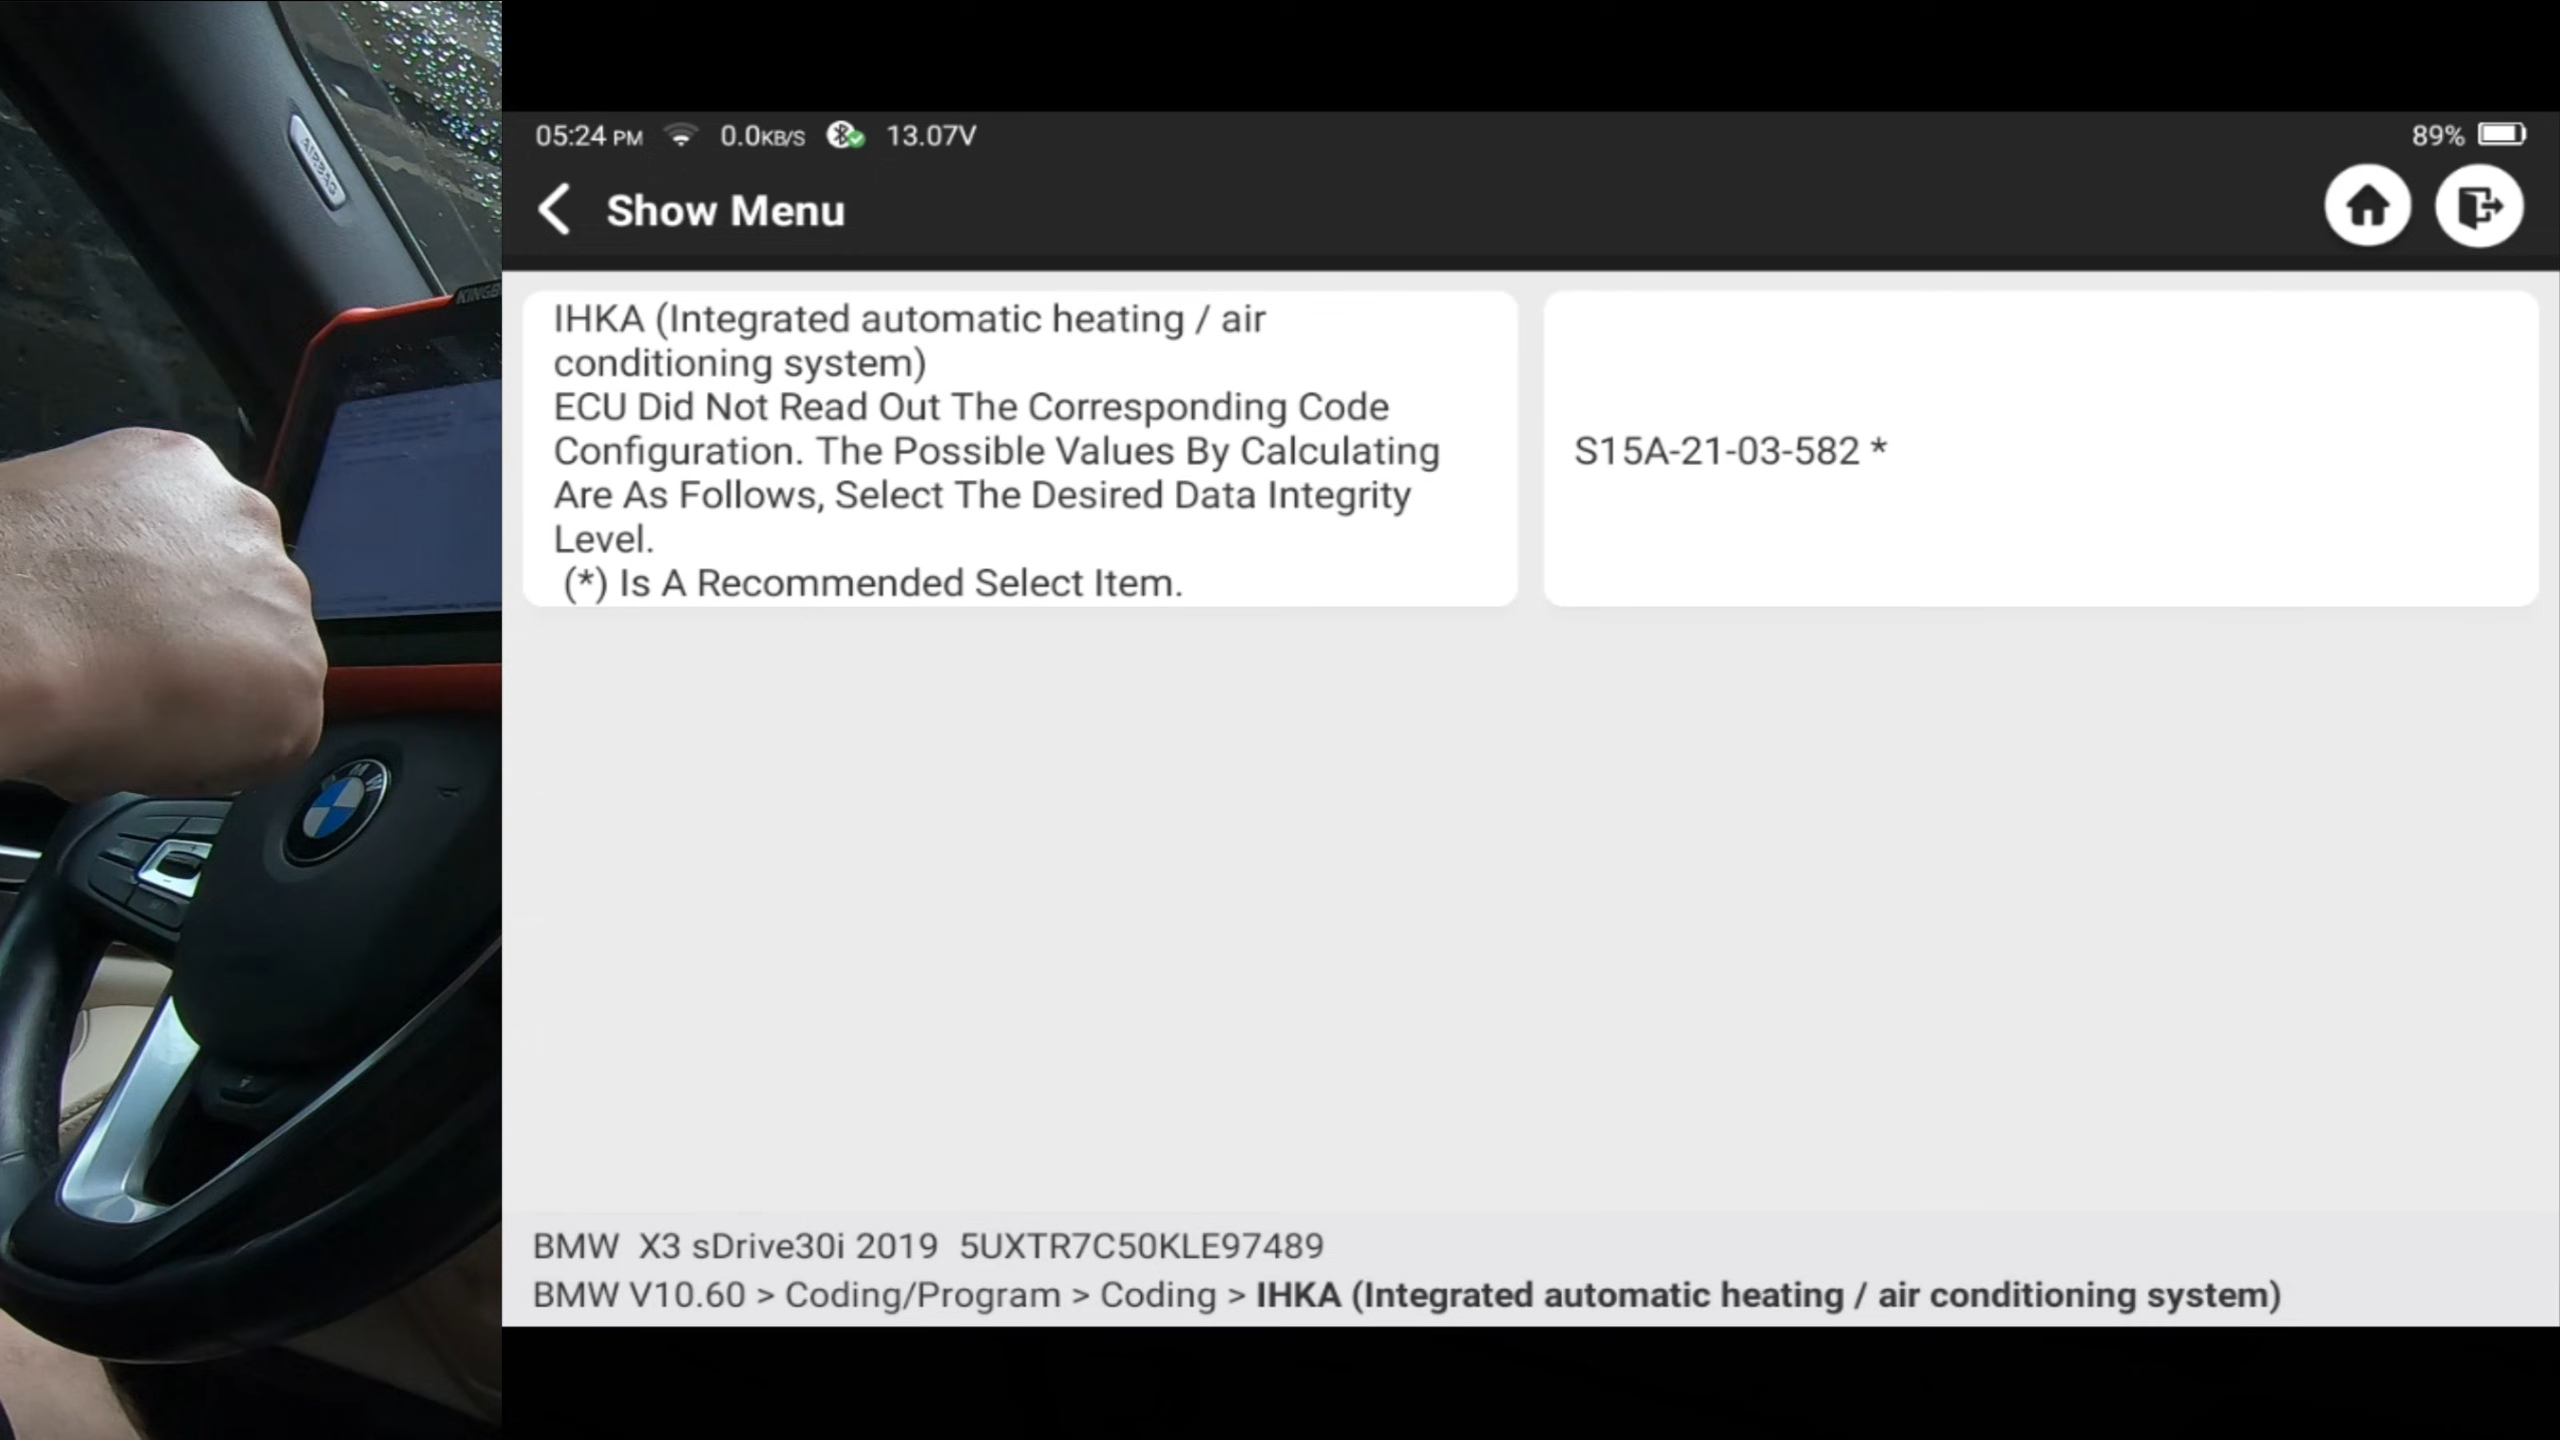 AIRBAG
05:24 PM 0.0KB/S 13.07V 89%
Show Menu
IHKA (Integrated automatic heating / air
conditioning system)
ECU Did Not Read Out The Corresponding Code
Configuration. The Possible Values By Calculating
Are As Follows, Select The Desired Data Integrity
Level.
(*) Is A Recommended Select Item.
S15A-21-03-582 *
BMW X3 sDrive30i 2019 5UXTR7C50KLE97489
BMW V10.60 > Coding/Program > Coding > IHKA (Integrated automatic heating / air conditioning system)